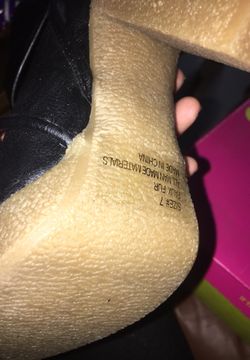 SIZE# 7
FAUX FUR
ALL MAN MADE MATERIALS
MADE IN CHINA